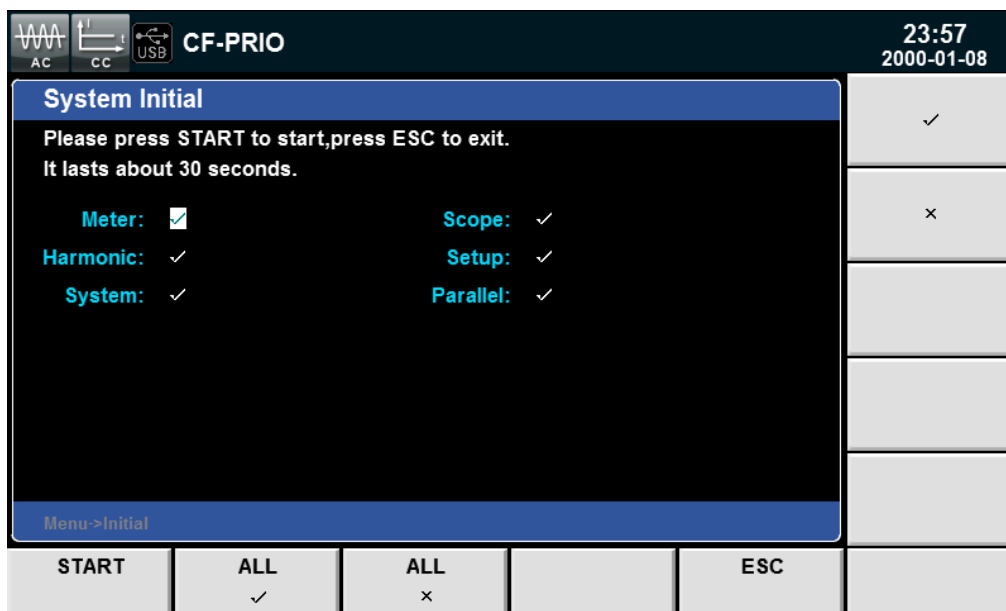 AC CC USB CF-PRIO
23:57
2000-01-08
System Initial
Please press START to start,press ESC to exit.
It lasts about 30 seconds.
Meter: ✓ Scope: ✓
Harmonic: ✓ Setup: ✓
System: ✓ Parallel: ✓
Menu->Initial
✓
×
START ALL ✓ ALL × ESC